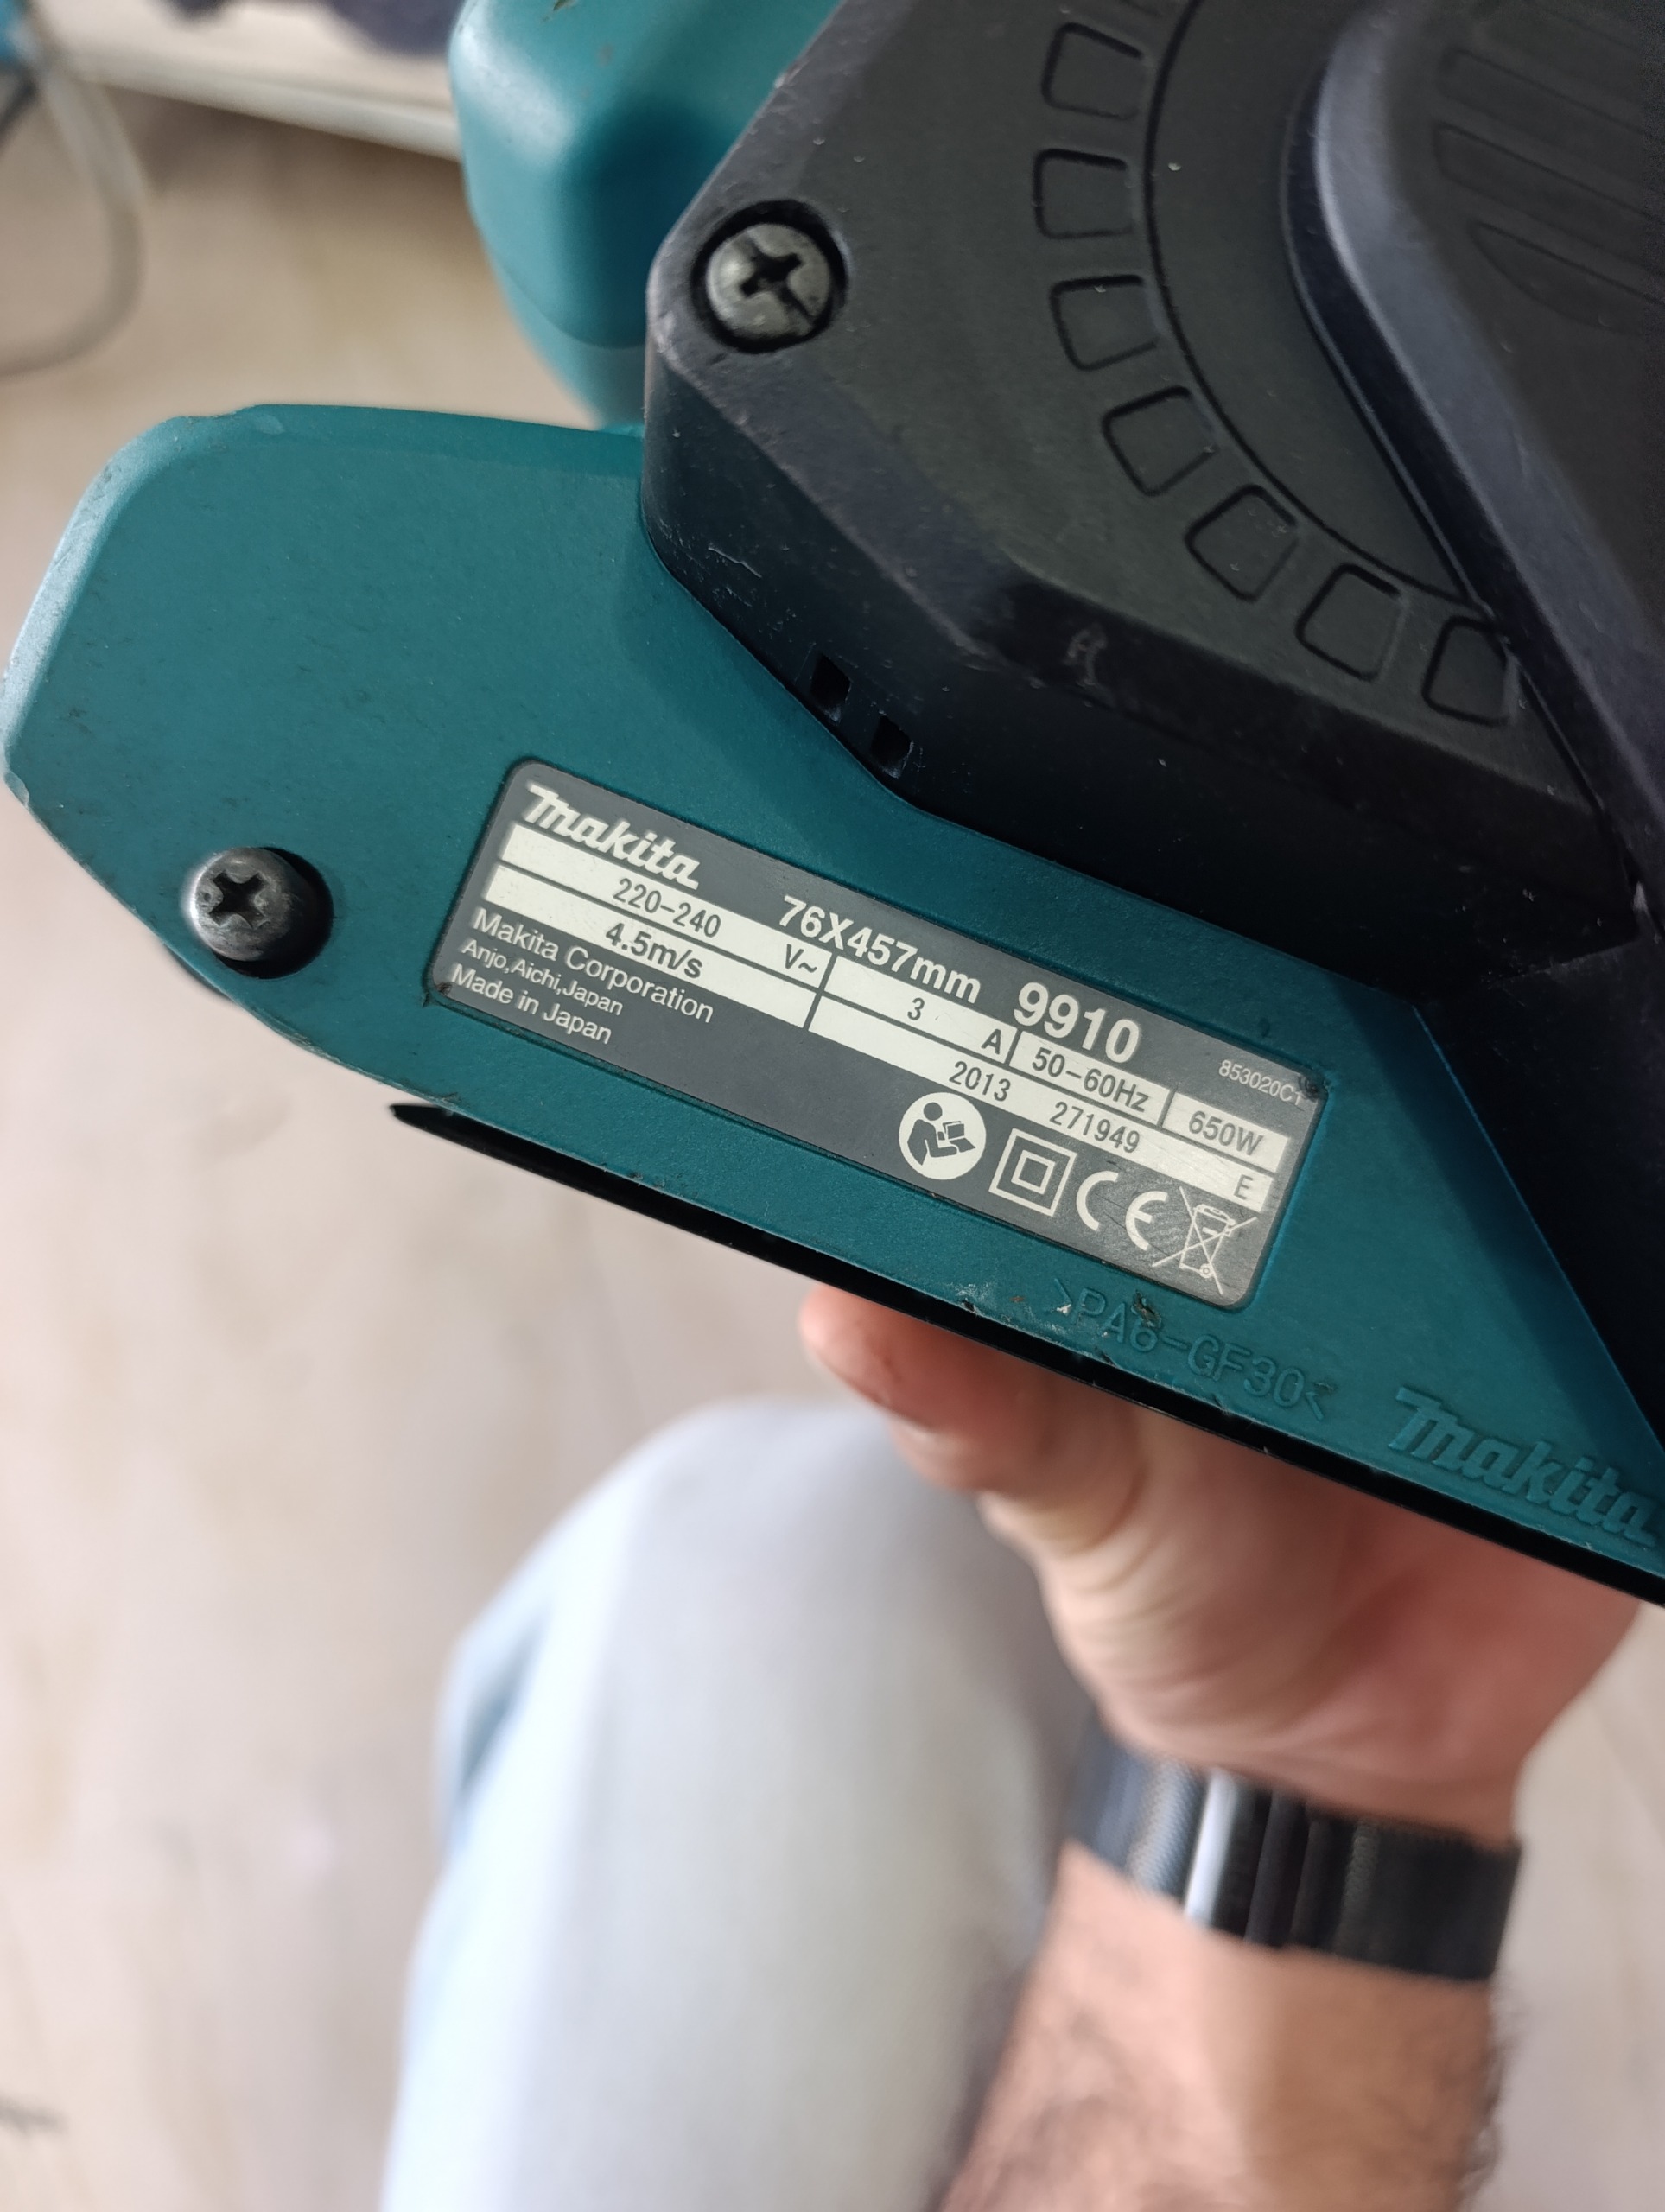 Makita
76X457mm 9910 853020C1
220-240 V~ 3 A 50-60Hz 650W
4.5m/s 2013 271949 E
Makita Corporation
Anjo,Aichi,Japan
Made in Japan
CE
>PA6-GF30<
Makita